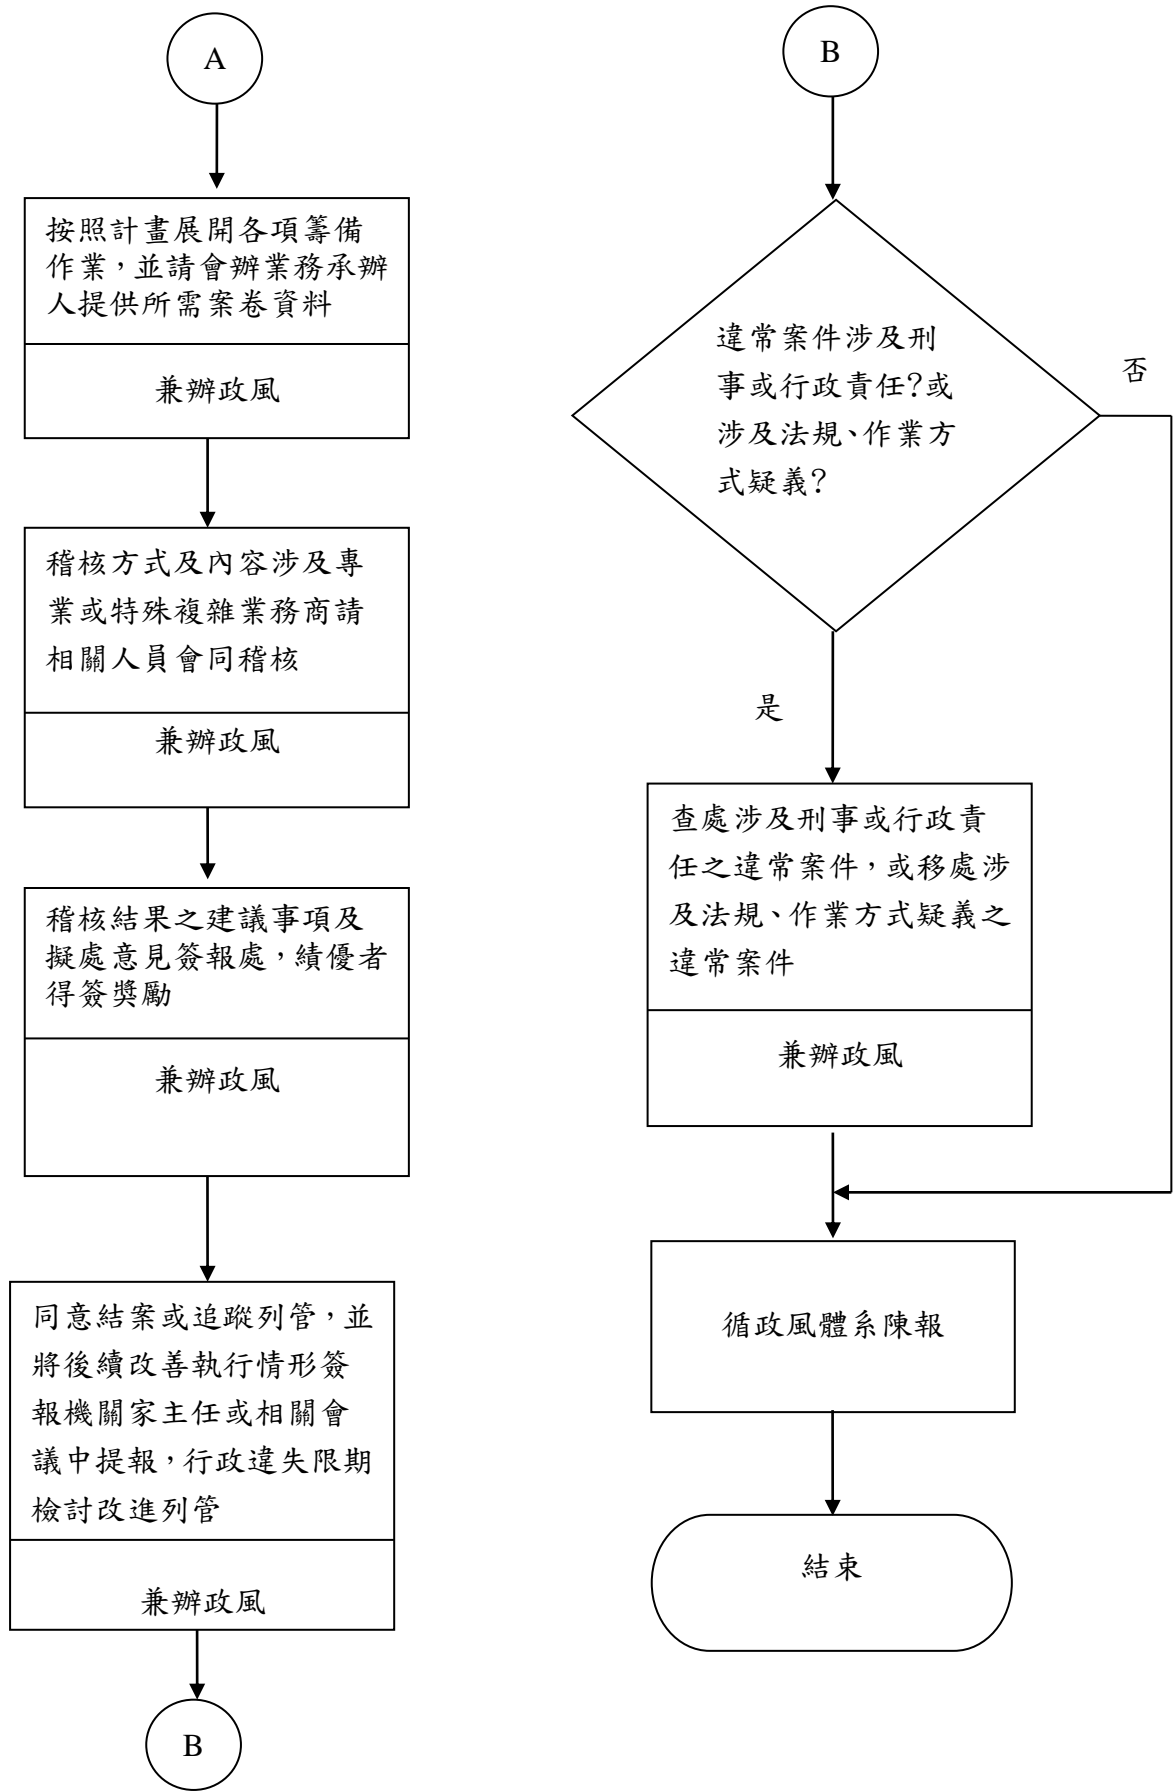 A
按照計畫展開各項籌備
作業，並請會辦業務承辦
人提供所需案卷資料
兼辦政風
稽核方式及內容涉及專
業或特殊複雜業務商請
相關人員會同稽核
兼辦政風
稽核結果之建議事項及
擬處意見簽報處，績優者
得簽獎勵
兼辦政風
同意結案或追蹤列管，並
將後續改善執行情形簽
報機關家主任或相關會
議中提報，行政違失限期
檢討改進列管
兼辦政風
B
B
違常案件涉及刑
事或行政責任?或
涉及法規、作業方
式疑義?
否
是
查處涉及刑事或行政責
任之違常案件，或移處涉
及法規、作業方式疑義之
違常案件
兼辦政風
循政風體系陳報
結束